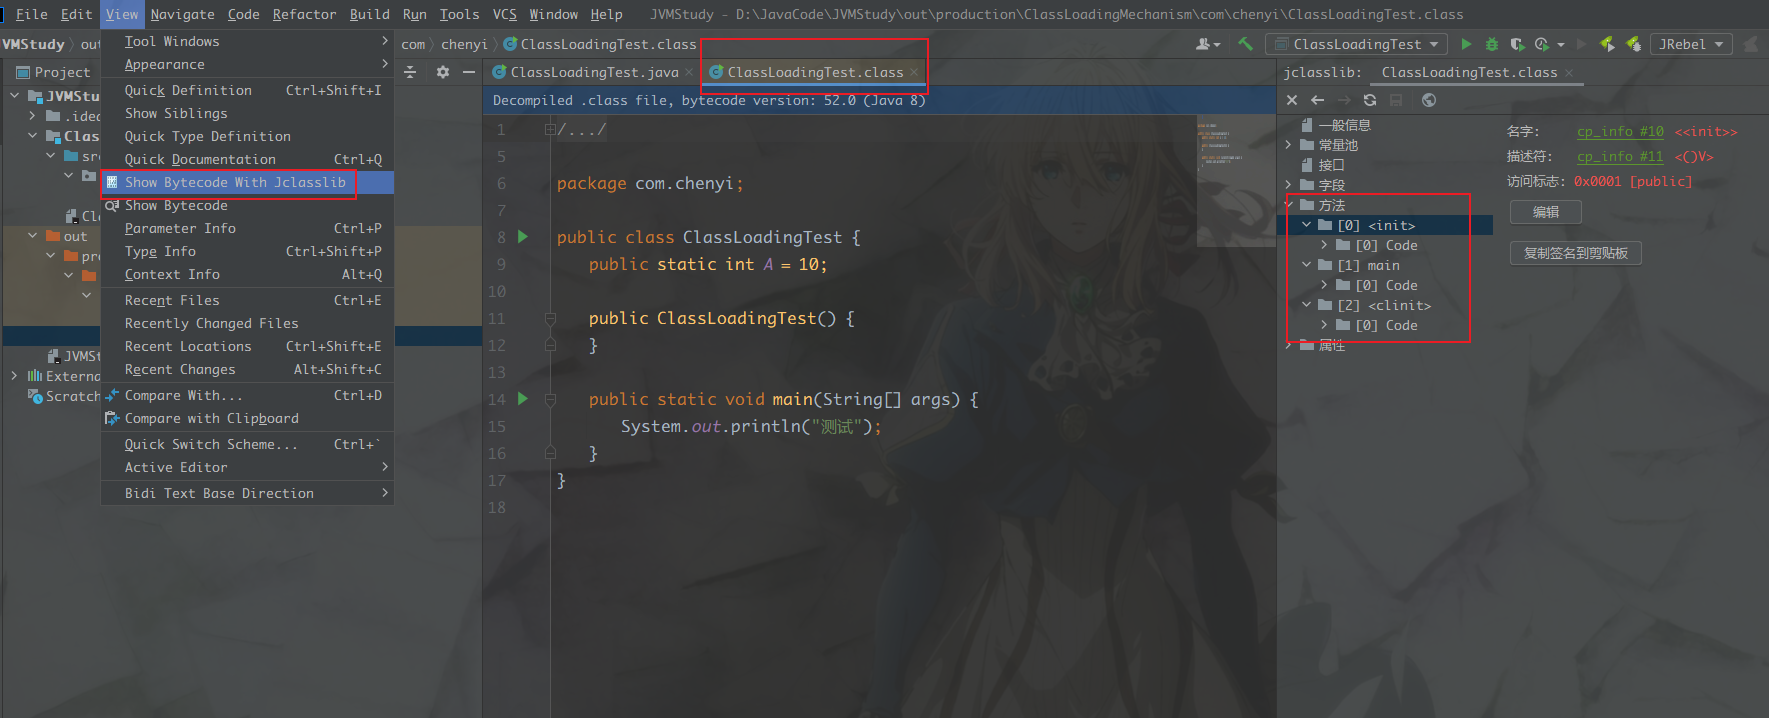 File Edit View Navigate Code Refactor Build Run Tools VCS Window Help JVMStudy - D:\JavaCode\JVMStudy\out\production\ClassLoadingMechanism\com\chenyi\ClassLoadingTest.class
VMStudy ou com chenyi ClassLoadingTest.class ClassLoadingTest JRebel
Project
JVMStu
.idea
Clas
src
Cl
out
pr
JVMSt
Externa
Scratch
Tool Windows
Appearance
Quick Definition Ctrl+Shift+I
Show Siblings
Quick Type Definition
Quick Documentation Ctrl+Q
Show Bytecode With Jclasslib
Show Bytecode
Parameter Info Ctrl+P
Type Info Ctrl+Shift+P
Context Info Alt+Q
Recent Files Ctrl+E
Recently Changed Files
Recent Locations Ctrl+Shift+E
Recent Changes Alt+Shift+C
Compare With... Ctrl+D
Compare with Clipboard
Quick Switch Scheme... Ctrl+`
Active Editor
Bidi Text Base Direction
ClassLoadingTest.java ClassLoadingTest.class
Decompiled .class file, bytecode version: 52.0 (Java 8)
1 /.../
5
6 package com.chenyi;
7
8 public class ClassLoadingTest {
9 public static int A = 10;
10
11 public ClassLoadingTest() {
12 }
13
14 public static void main(String[] args) {
15 System.out.println("测试");
16 }
17 }
18
jclasslib: ClassLoadingTest.class
一般信息
常量池
接口
字段
方法
[0] <init>
[0] Code
[1] main
[0] Code
[2] <clinit>
[0] Code
属性
名字: cp_info #10 <<init>>
描述符: cp_info #11 <()V>
访问标志: 0x0001 [public]
编辑
复制签名到剪贴板